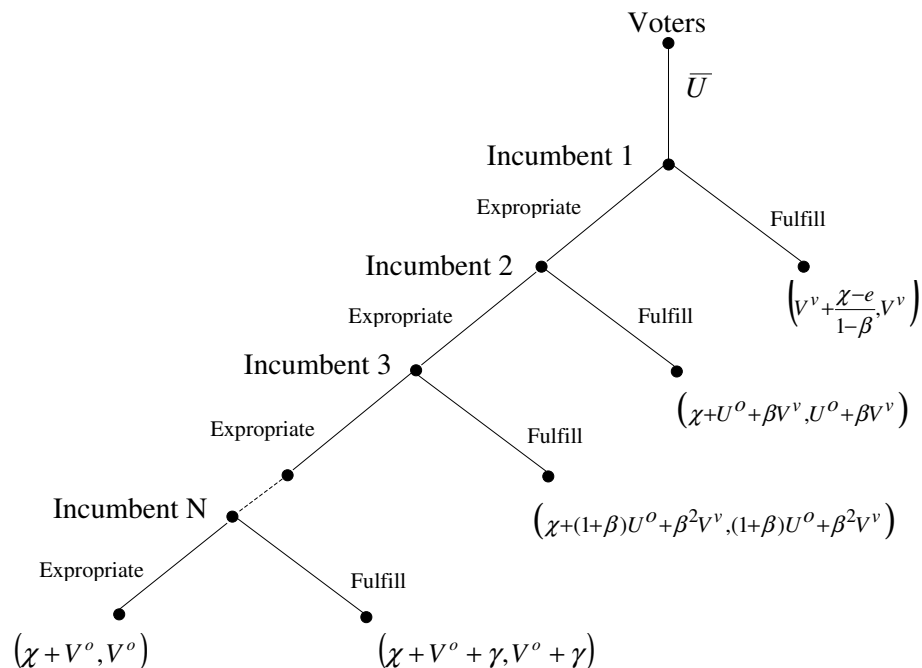 Voters
U̅
Incumbent 1
Expropriate
Fulfill
Incumbent 2
(V^v + (χ−e)/(1−β), V^v)
Expropriate
Fulfill
Incumbent 3
(χ+U^o+βV^v, U^o+βV^v)
Expropriate
Fulfill
Incumbent N
(χ+(1+β)U^o+β²V^v, (1+β)U^o+β²V^v)
Expropriate
Fulfill
(χ + V^o, V^o)
(χ + V^o + γ, V^o + γ)